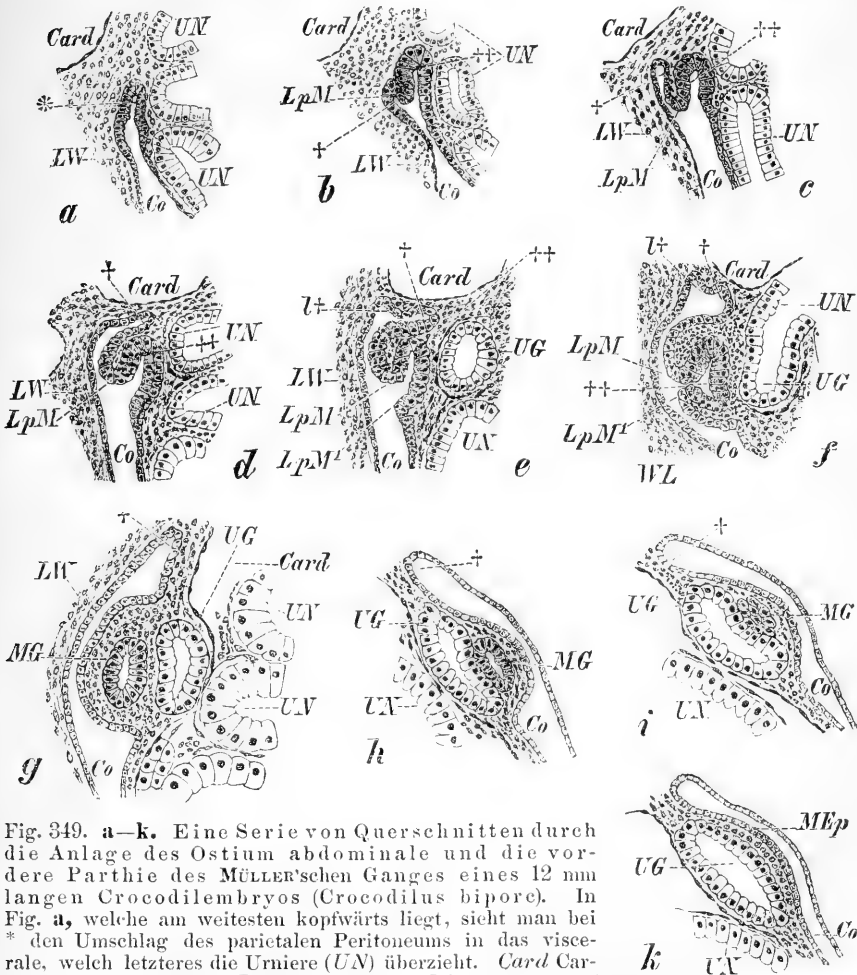 Card UN
*
LW
UN
Co
a
Card
†† UN
LpM
†
LW
Co
b
Card
††
†
LW
UN
LpM
Co
c
†
Card
UN
††
LW
LpM
UN
Co
d
†
Card
††
l†
UG
LW
LpM
UN
LpM¹
Co
e
l† †
Card
UN
LpM
††
UG
LpM¹
Co
WL
f
†
UG
LW
Card
UN
MG
UN
Co
g
†
UG
MG
UN
Co
h
†
UG
MG
Co
UN
i
MEp
UG
Co
UN
k
Fig. 349. a—k. Eine Serie von Querschnitten durch
die Anlage des Ostium abdominale und die vor-
dere Parthie des MÜLLER'schen Ganges eines 12 mm
langen Crocodilembryos (Crocodilus biporc). In
Fig. a, welche am weitesten kopfwärts liegt, sieht man bei
* den Umschlag des parietalen Peritoneums in das visce-
rale, welch letzteres die Urniere (UN) überzieht. Card Car-